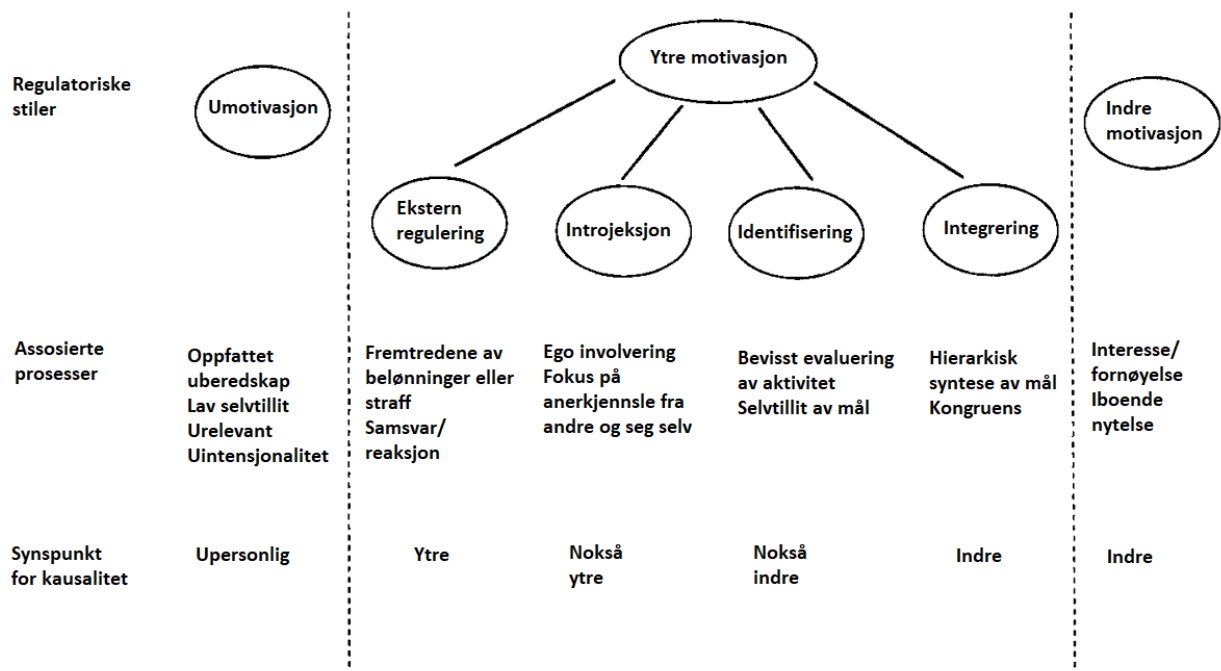 Regulatoriske
stiler
Umotivasjon
Ytre motivasjon
Indre
motivasjon
Ekstern
regulering
Introjeksjon
Identifisering
Integrering
Assosierte
prosesser
Oppfattet
uberedskap
Lav selvtillit
Urelevant
Uintensjonalitet
Fremtredene av
belønninger eller
straff
Samsvar/
reaksjon
Ego involvering
Fokus på
anerkjennsle fra
andre og seg selv
Bevisst evaluering
av aktivitet
Selvtillit av mål
Hierarkisk
syntese av mål
Kongruens
Interesse/
fornøyelse
Iboende
nytelse
Synspunkt
for kausalitet
Upersonlig
Ytre
Nokså
ytre
Nokså
indre
Indre
Indre